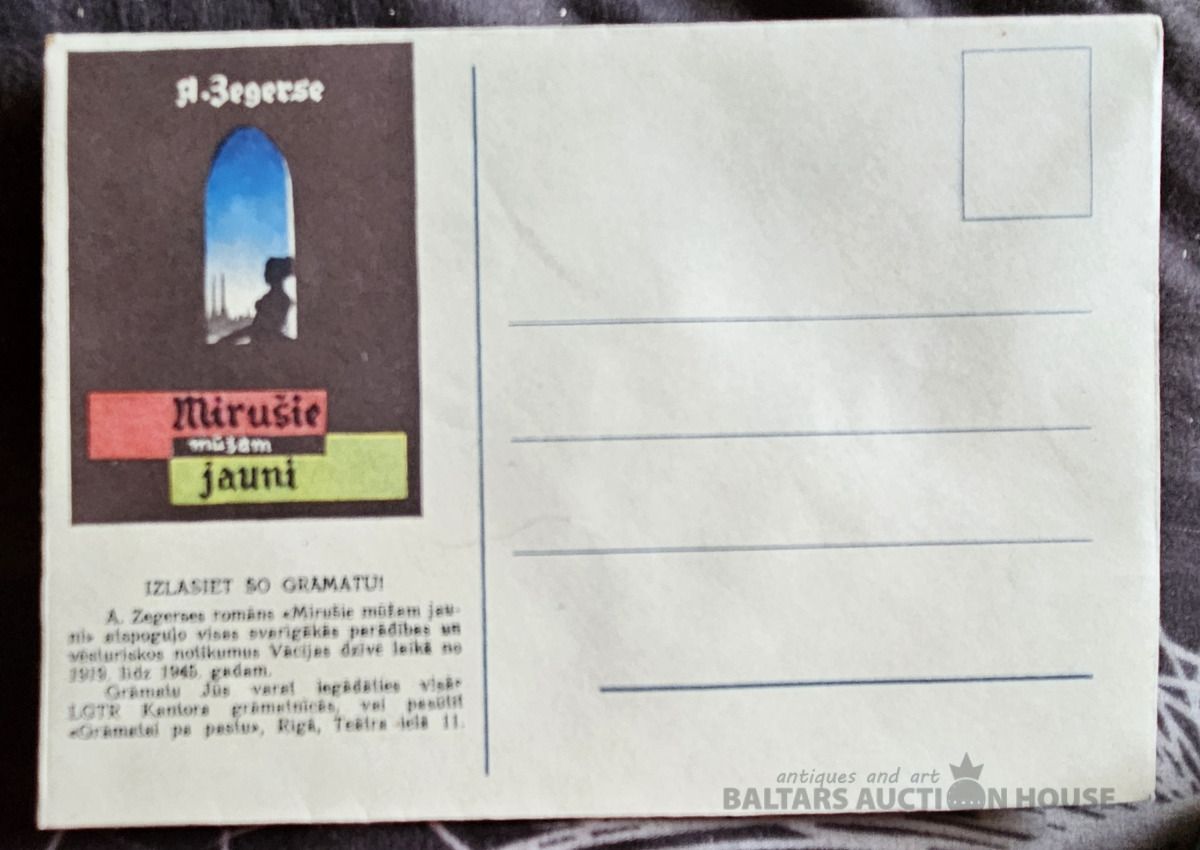 A. Zegerse
Mirušie
mūžam
jauni
IZLASIET ŠO GRĀMATU!
A. Zegerses romāns «Mirušie mūžam jau-
ni» atspoguļo visas svarīgākās parādības un
vēsturiskos notikumus Vācijas dzīvē laikā no
1919. līdz 1945. gadam.
Grāmatu Jūs varat iegādāties visās
LGTR Kantora grāmatnīcās, vai pasūtīt
«Grāmatai pa pastu», Rīgā, Teātra ielā 11.
antiques and art
BALTARS AUCTION HOUSE